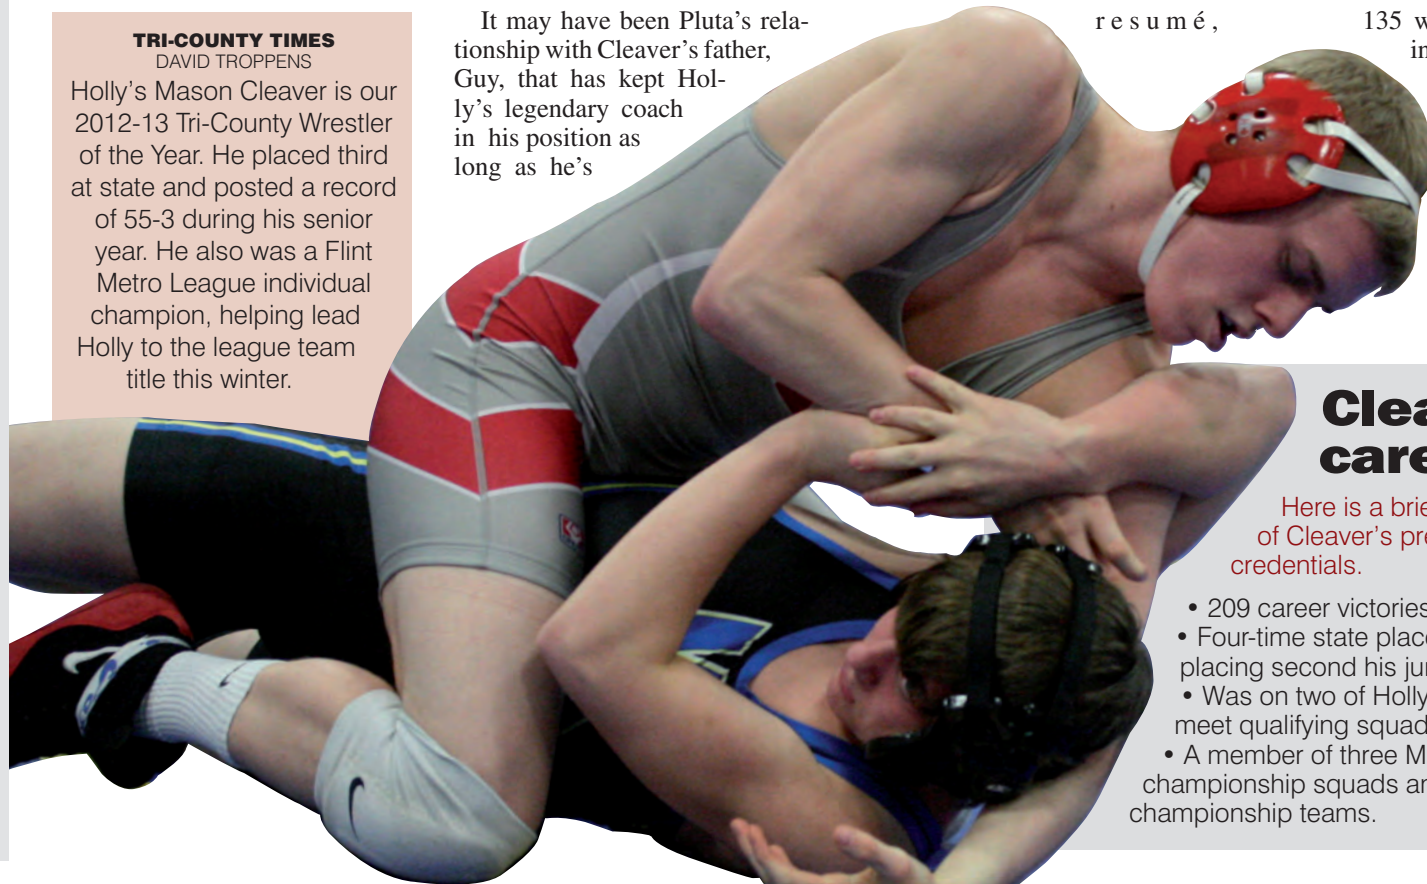 TRI-COUNTY TIMES
DAVID TROPPENS
Holly's Mason Cleaver is our
2012-13 Tri-County Wrestler
of the Year. He placed third
at state and posted a record
of 55-3 during his senior
year. He also was a Flint
Metro League individual
champion, helping lead
Holly to the league team
title this winter.
It may have been Pluta's rela-
tionship with Cleaver's father,
Guy, that has kept Hol-
ly's legendary coach
in his position as
long as he's
resumé,
135
Here is a
of Cleaver's
credentials.
• 209 career victories
• Four-time state
placing second his
• Was on two of
meet qualifying
• A member of three
championship squads
championship teams.